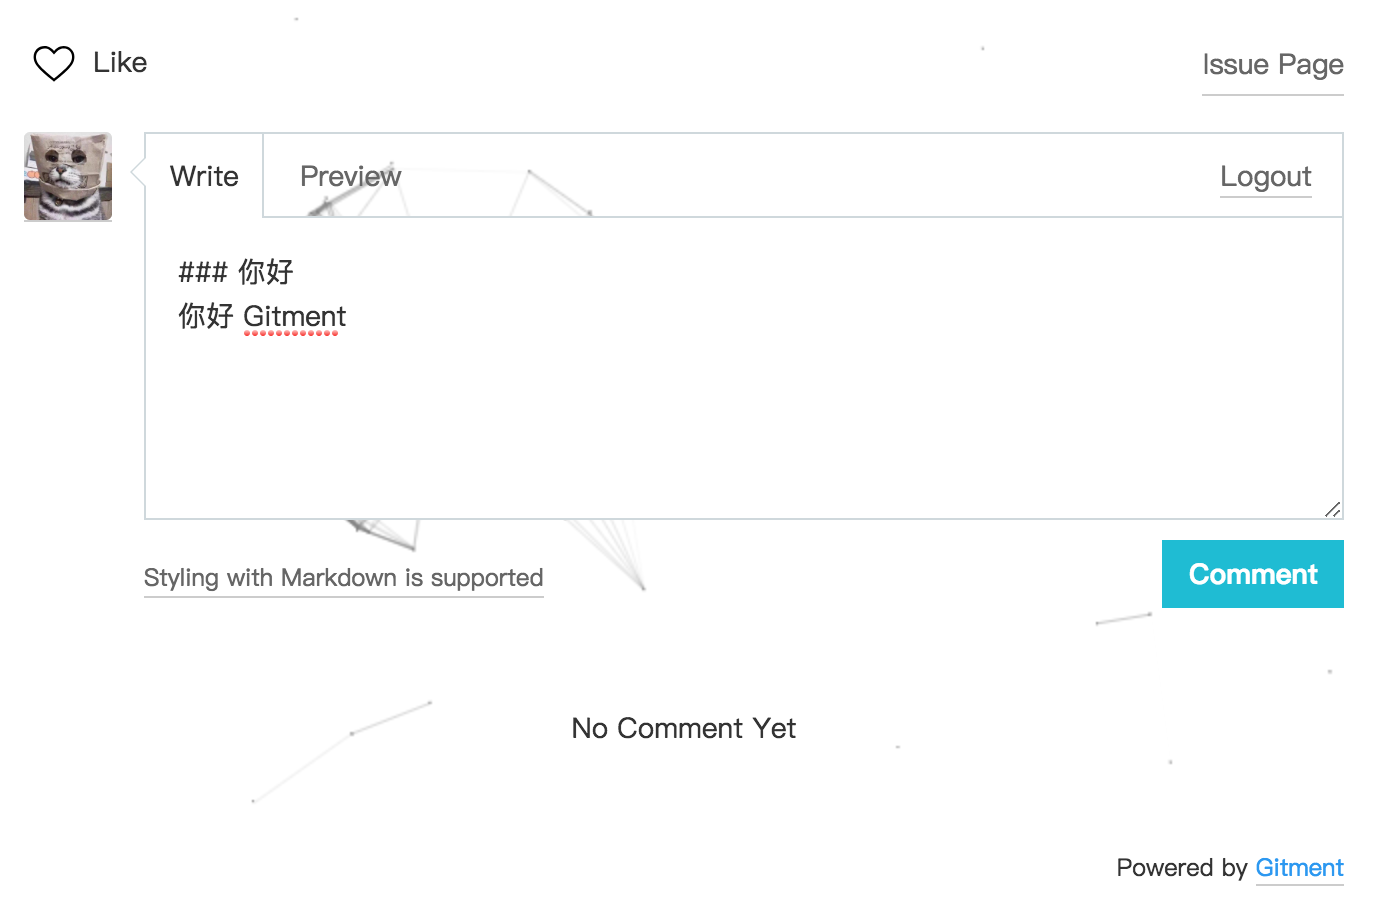 Like
Issue Page
Write
Preview
Logout
### 你好
你好 Gitment
Styling with Markdown is supported
Comment
No Comment Yet
Powered by Gitment